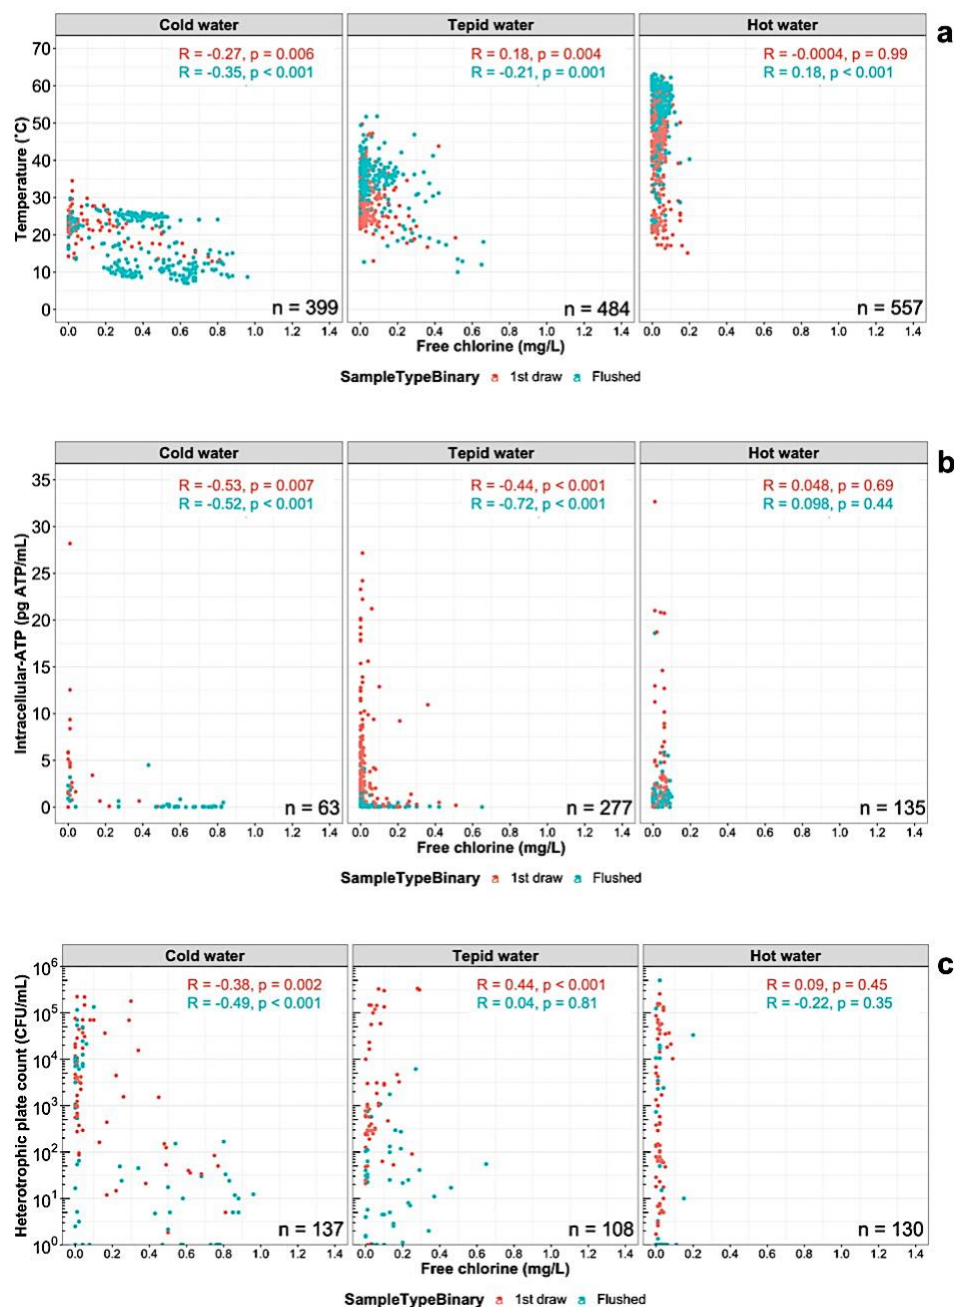 a
Cold water
Tepid water
Hot water
R = -0.27, p = 0.006
R = -0.35, p < 0.001
R = 0.18, p = 0.004
R = -0.21, p = 0.001
R = -0.0004, p = 0.99
R = 0.18, p < 0.001
Temperature (°C)
70
60
50
40
30
20
10
0
n = 399
n = 484
n = 557
0.0 0.2 0.4 0.6 0.8 1.0 1.2 1.4
0.0 0.2 0.4 0.6 0.8 1.0 1.2 1.4
0.0 0.2 0.4 0.6 0.8 1.0 1.2 1.4
Free chlorine (mg/L)
SampleTypeBinary a 1st draw a Flushed
b
Cold water
Tepid water
Hot water
R = -0.53, p = 0.007
R = -0.52, p < 0.001
R = -0.44, p < 0.001
R = -0.72, p < 0.001
R = 0.048, p = 0.69
R = 0.098, p = 0.44
Intracellular-ATP (pg ATP/mL)
35
30
25
20
15
10
5
0
n = 63
n = 277
n = 135
0.0 0.2 0.4 0.6 0.8 1.0 1.2 1.4
0.0 0.2 0.4 0.6 0.8 1.0 1.2 1.4
0.0 0.2 0.4 0.6 0.8 1.0 1.2 1.4
Free chlorine (mg/L)
SampleTypeBinary a 1st draw a Flushed
c
Cold water
Tepid water
Hot water
R = -0.38, p = 0.002
R = -0.49, p < 0.001
R = 0.44, p < 0.001
R = 0.04, p = 0.81
R = 0.09, p = 0.45
R = -0.22, p = 0.35
Heterotrophic plate count (CFU/mL)
10⁶
10⁵
10⁴
10³
10²
10¹
10⁰
n = 137
n = 108
n = 130
0.0 0.2 0.4 0.6 0.8 1.0 1.2 1.4
0.0 0.2 0.4 0.6 0.8 1.0 1.2 1.4
0.0 0.2 0.4 0.6 0.8 1.0 1.2 1.4
Free chlorine (mg/L)
SampleTypeBinary a 1st draw a Flushed